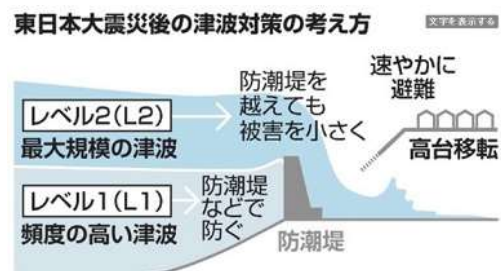 東日本大震災後の津波対策の考え方
文字を表示する
レベル2(L2)
最大規模の津波
防潮堤を
越えても
被害を小さく
速やかに
避難
高台移転
レベル1(L1)
頻度の高い津波
防潮堤
などで
防ぐ
防潮堤